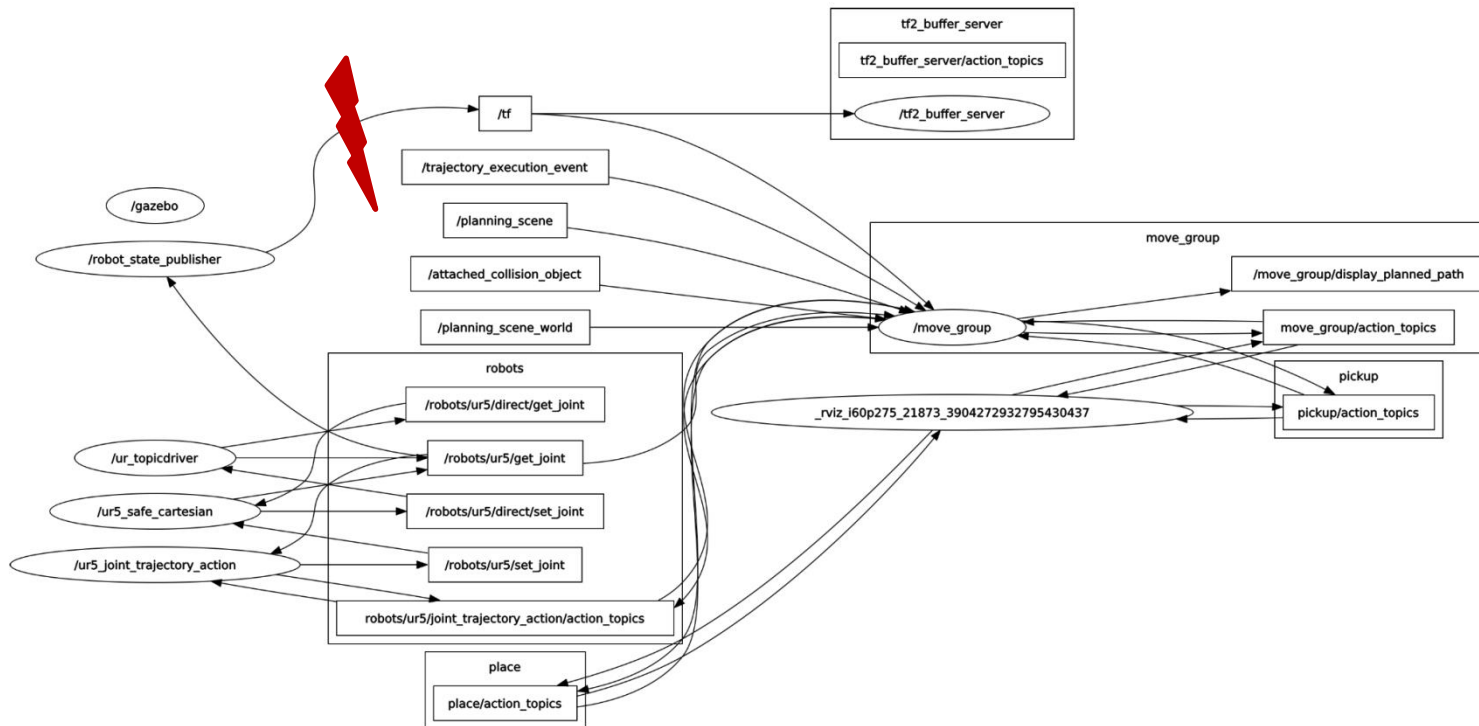 tf2_buffer_server
tf2_buffer_server/action_topics
/tf
/tf2_buffer_server
/trajectory_execution_event
/gazebo
/planning_scene
/robot_state_publisher
move_group
/attached_collision_object
/move_group/display_planned_path
/planning_scene_world
/move_group
move_group/action_topics
robots
pickup
/robots/ur5/direct/get_joint
_rviz_i60p275_21873_3904272932795430437
pickup/action_topics
/ur_topicdriver
/robots/ur5/get_joint
/ur5_safe_cartesian
/robots/ur5/direct/set_joint
/ur5_joint_trajectory_action
/robots/ur5/set_joint
robots/ur5/joint_trajectory_action/action_topics
place
place/action_topics